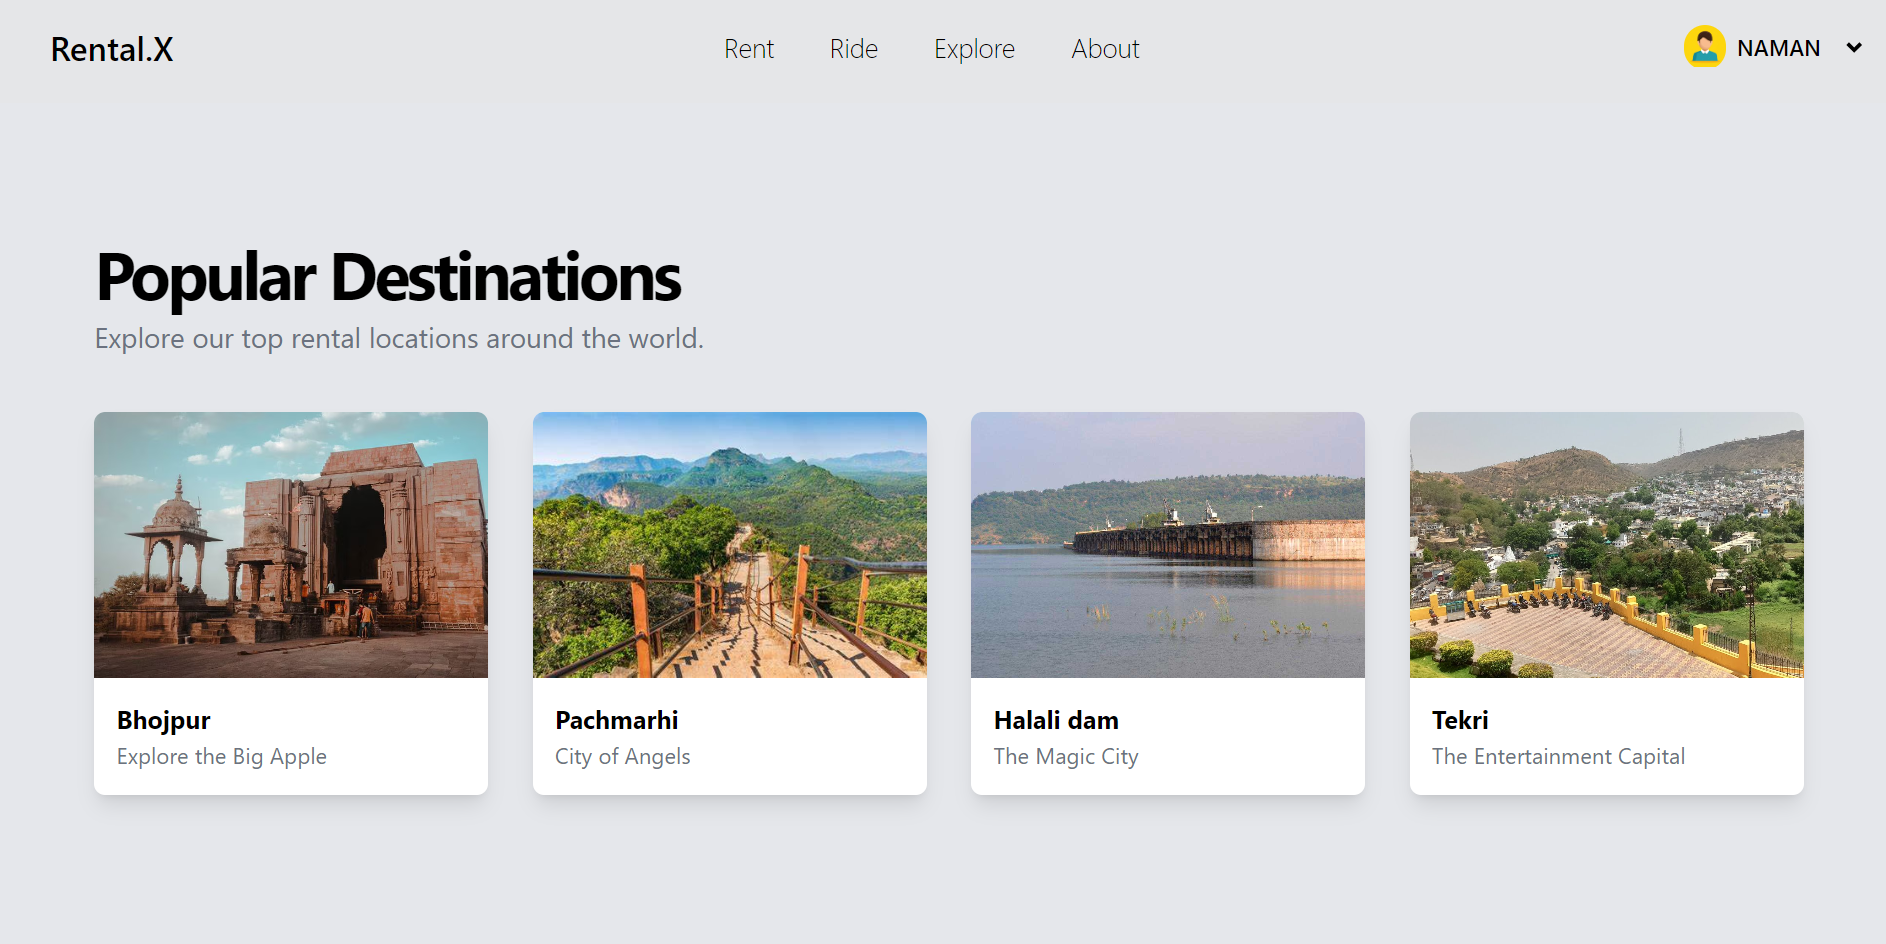 Rental.X
Rent
Ride
Explore
About
NAMAN
Popular Destinations
Explore our top rental locations around the world.
Bhojpur
Explore the Big Apple
Pachmarhi
City of Angels
Halali dam
The Magic City
Tekri
The Entertainment Capital